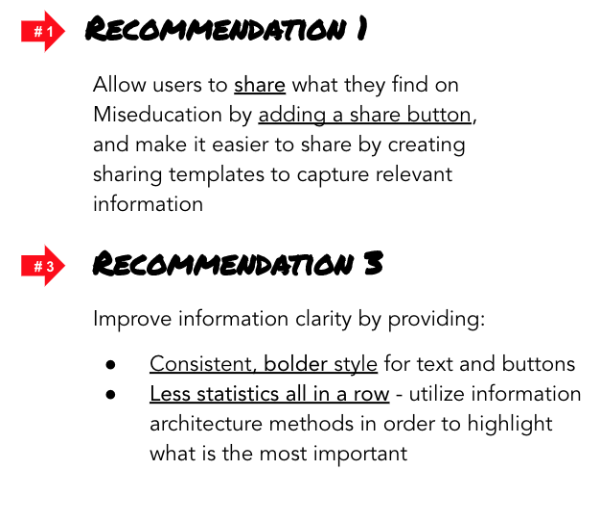 # 1 RECOMMENDATION 1
Allow users to share what they find on
Miseducation by adding a share button,
and make it easier to share by creating
sharing templates to capture relevant
information
# 3 RECOMMENDATION 3
Improve information clarity by providing:
● Consistent, bolder style for text and buttons
● Less statistics all in a row - utilize information
architecture methods in order to highlight
what is the most important